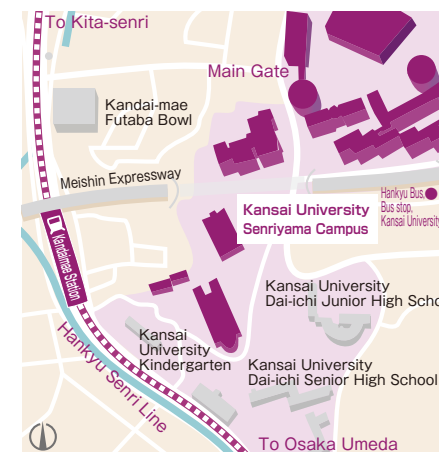 To Kita-senri
Main Gate
Kandai-mae
Futaba Bowl
Meishin Expressway
Hankyu Bus.
Bus stop.
Kansai University
Kansai University
Senriyama Campus
Kandaimae Station
Kansai University
Dai-ichi Junior High Scho
Kansai
University
Kindergarten
Hankyu Senri Line
Kansai University
Dai-ichi Senior High School
To Osaka Umeda